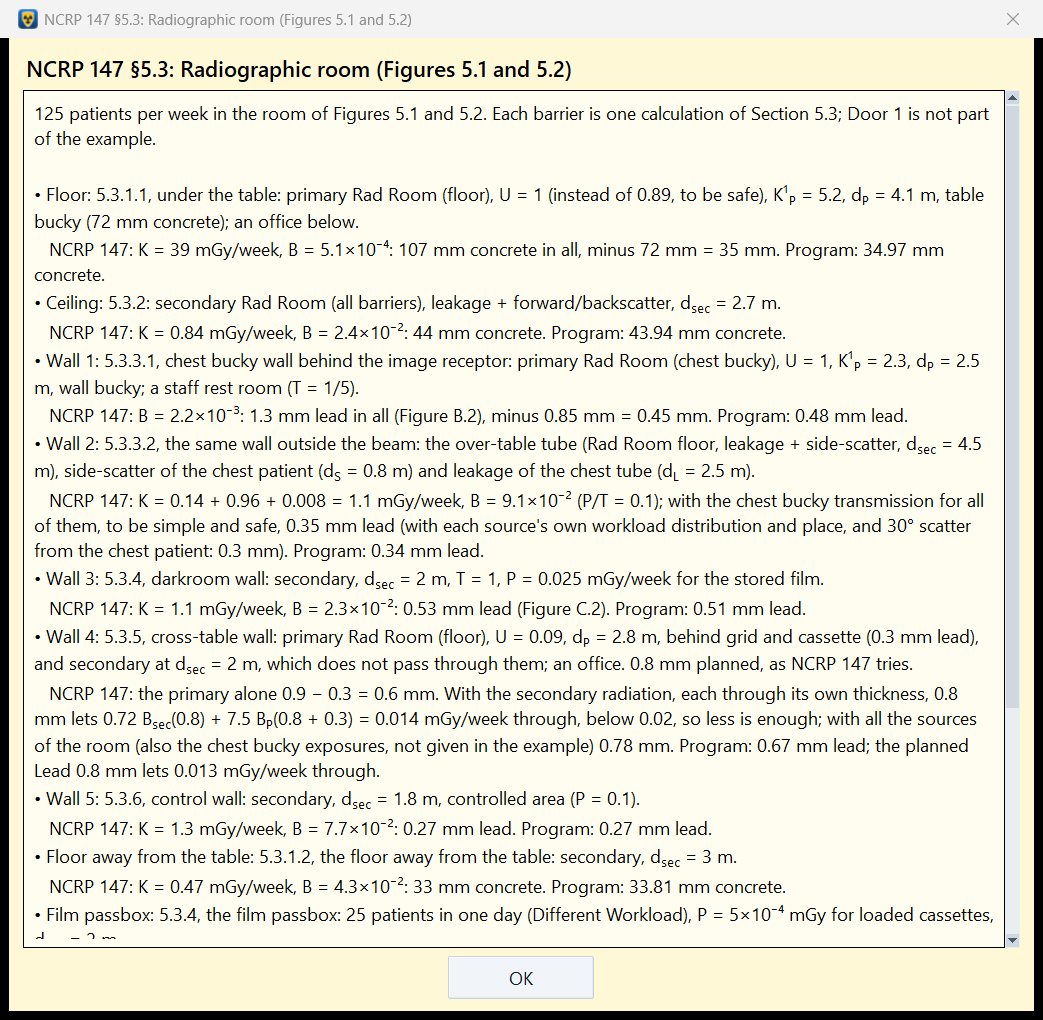 NCRP 147 §5.3: Radiographic room (Figures 5.1 and 5.2)
NCRP 147 §5.3: Radiographic room (Figures 5.1 and 5.2)
125 patients per week in the room of Figures 5.1 and 5.2. Each barrier is one calculation of Section 5.3; Door 1 is not part
of the example.
• Floor: 5.3.1.1, under the table: primary Rad Room (floor), U = 1 (instead of 0.89, to be safe), K¹ₚ = 5.2, dₚ = 4.1 m, table
bucky (72 mm concrete); an office below.
NCRP 147: K = 39 mGy/week, B = 5.1×10⁻⁴: 107 mm concrete in all, minus 72 mm = 35 mm. Program: 34.97 mm
concrete.
• Ceiling: 5.3.2: secondary Rad Room (all barriers), leakage + forward/backscatter, d_sec = 2.7 m.
NCRP 147: K = 0.84 mGy/week, B = 2.4×10⁻²: 44 mm concrete. Program: 43.94 mm concrete.
• Wall 1: 5.3.3.1, chest bucky wall behind the image receptor: primary Rad Room (chest bucky), U = 1, K¹ₚ = 2.3, dₚ = 2.5
m, wall bucky; a staff rest room (T = 1/5).
NCRP 147: B = 2.2×10⁻³: 1.3 mm lead in all (Figure B.2), minus 0.85 mm = 0.45 mm. Program: 0.48 mm lead.
• Wall 2: 5.3.3.2, the same wall outside the beam: the over-table tube (Rad Room floor, leakage + side-scatter, d_sec = 4.5
m), side-scatter of the chest patient (d_S = 0.8 m) and leakage of the chest tube (d_L = 2.5 m).
NCRP 147: K = 0.14 + 0.96 + 0.008 = 1.1 mGy/week, B = 9.1×10⁻² (P/T = 0.1); with the chest bucky transmission for all
of them, to be simple and safe, 0.35 mm lead (with each source's own workload distribution and place, and 30° scatter
from the chest patient: 0.3 mm). Program: 0.34 mm lead.
• Wall 3: 5.3.4, darkroom wall: secondary, d_sec = 2 m, T = 1, P = 0.025 mGy/week for the stored film.
NCRP 147: K = 1.1 mGy/week, B = 2.3×10⁻²: 0.53 mm lead (Figure C.2). Program: 0.51 mm lead.
• Wall 4: 5.3.5, cross-table wall: primary Rad Room (floor), U = 0.09, dₚ = 2.8 m, behind grid and cassette (0.3 mm lead),
and secondary at d_sec = 2 m, which does not pass through them; an office. 0.8 mm planned, as NCRP 147 tries.
NCRP 147: the primary alone 0.9 − 0.3 = 0.6 mm. With the secondary radiation, each through its own thickness, 0.8
mm lets 0.72 B_sec(0.8) + 7.5 Bₚ(0.8 + 0.3) = 0.014 mGy/week through, below 0.02, so less is enough; with all the sources
of the room (also the chest bucky exposures, not given in the example) 0.78 mm. Program: 0.67 mm lead; the planned
Lead 0.8 mm lets 0.013 mGy/week through.
• Wall 5: 5.3.6, control wall: secondary, d_sec = 1.8 m, controlled area (P = 0.1).
NCRP 147: K = 1.3 mGy/week, B = 7.7×10⁻²: 0.27 mm lead. Program: 0.27 mm lead.
• Floor away from the table: 5.3.1.2, the floor away from the table: secondary, d_sec = 3 m.
NCRP 147: K = 0.47 mGy/week, B = 4.3×10⁻²: 33 mm concrete. Program: 33.81 mm concrete.
• Film passbox: 5.3.4, the film passbox: 25 patients in one day (Different Workload), P = 5×10⁻⁴ mGy for loaded cassettes,
OK